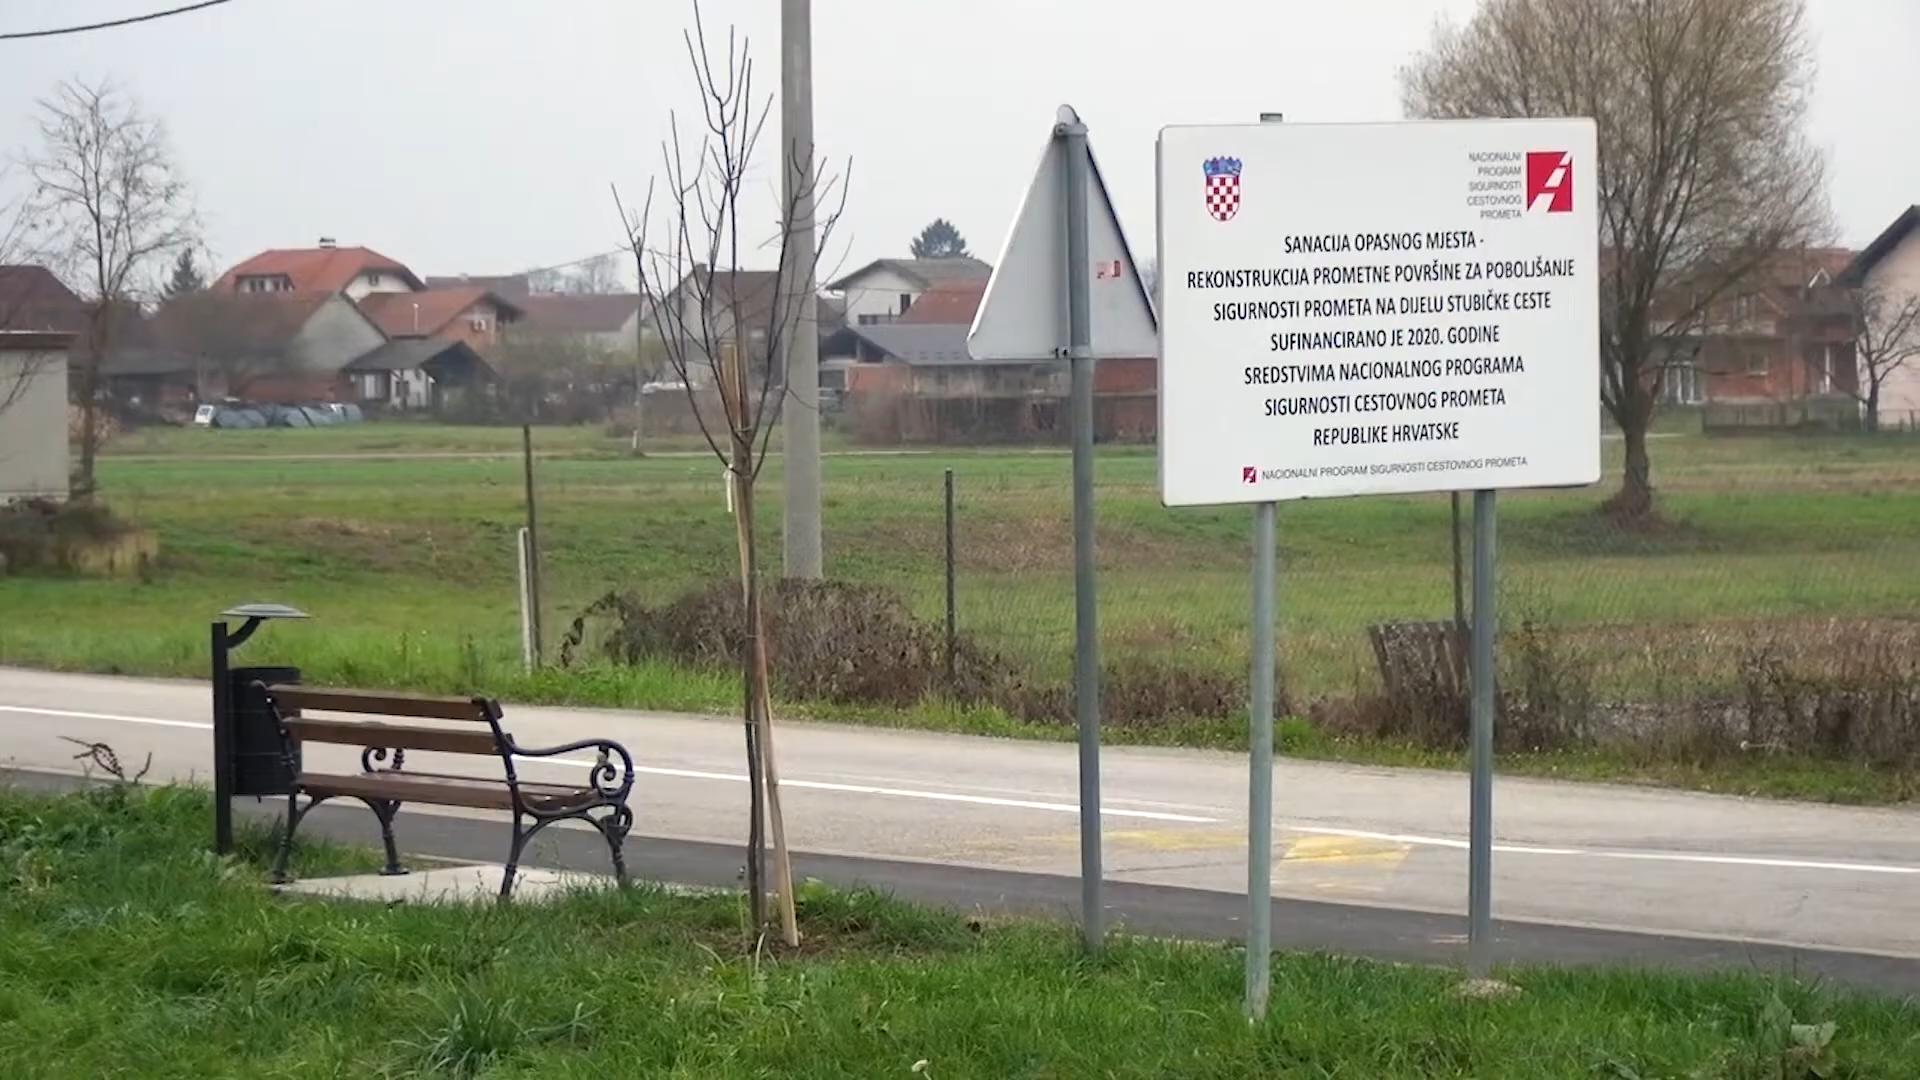 NACIONALNI
PROGRAM
SIGURNOSTI
CESTOVNOG
PROMETA
SANACIJA OPASNOG MJESTA -
REKONSTRUKCIJA PROMETNE POVRŠINE ZA POBOLJŠANJE
SIGURNOSTI PROMETA NA DIJELU STUBIČKE CESTE
SUFINANCIRANO JE 2020. GODINE
SREDSTVIMA NACIONALNOG PROGRAMA
SIGURNOSTI CESTOVNOG PROMETA
REPUBLIKE HRVATSKE
NACIONALNI PROGRAM SIGURNOSTI CESTOVNOG PROMETA